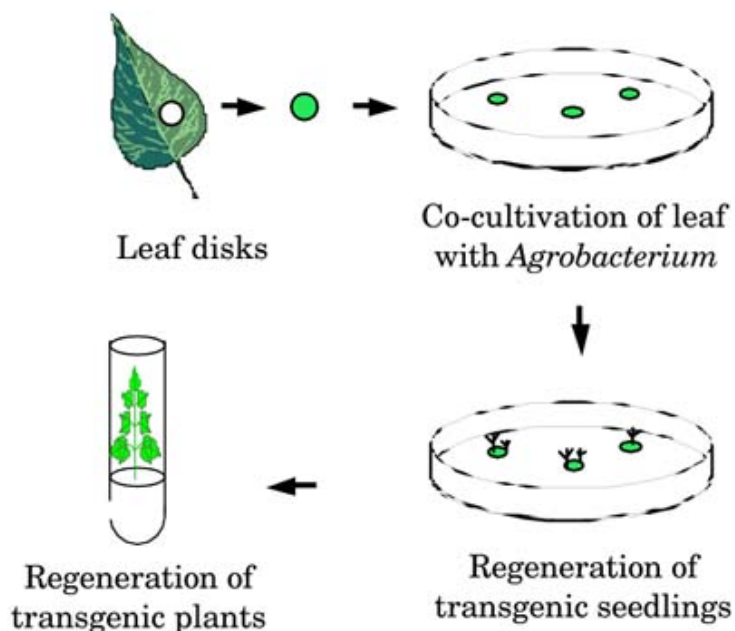 Leaf disks
Co-cultivation of leaf
with Agrobacterium
Regeneration of
transgenic seedlings
Regeneration of
transgenic plants